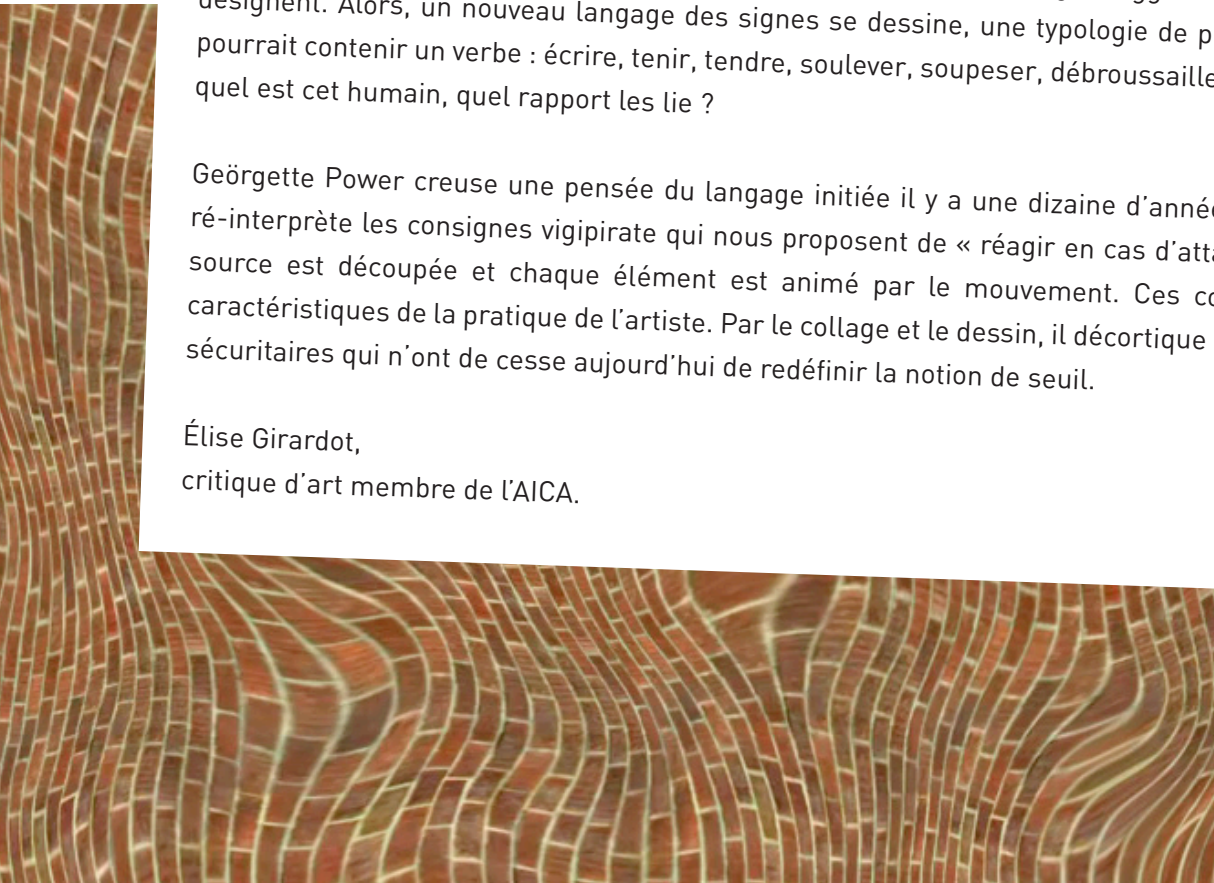 désignent. Alors, un nouveau langage des signes se dessine, une typologie de
pourrait contenir un verbe : écrire, tenir, tendre, soulever, soupeser,
quel est cet humain, quel rapport les lie ?
Geörgette Power creuse une pensée du langage initiée il y a une dizaine
ré-interprète les consignes vigipirate qui nous proposent de « réagir en cas
source est découpée et chaque élément est animé par le mouvement. Ces
caractéristiques de la pratique de l’artiste. Par le collage et le dessin, il décortique
sécuritaires qui n’ont de cesse aujourd’hui de redéfinir la notion de seuil.
Élise Girardot,
critique d’art membre de l’AICA.